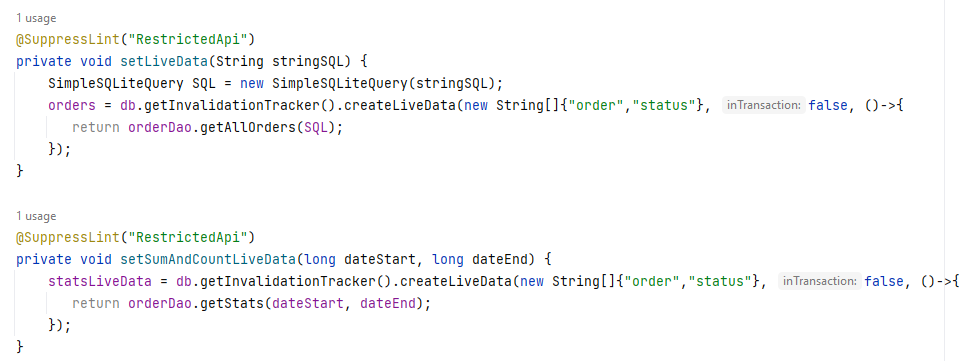 1 usage
@SuppressLint("RestrictedApi")
private void setLiveData(String stringSQL) {
    SimpleSQLiteQuery SQL = new SimpleSQLiteQuery(stringSQL);
    orders = db.getInvalidationTracker().createLiveData(new String[]{"order","status"}, inTransaction: false, ()->{
       return orderDao.getAllOrders(SQL);
    });
}
1 usage
@SuppressLint("RestrictedApi")
private void setSumAndCountLiveData(long dateStart, long dateEnd) {
    statsLiveData = db.getInvalidationTracker().createLiveData(new String[]{"order","status"}, inTransaction: false, ()->{
       return orderDao.getStats(dateStart, dateEnd);
    });
}